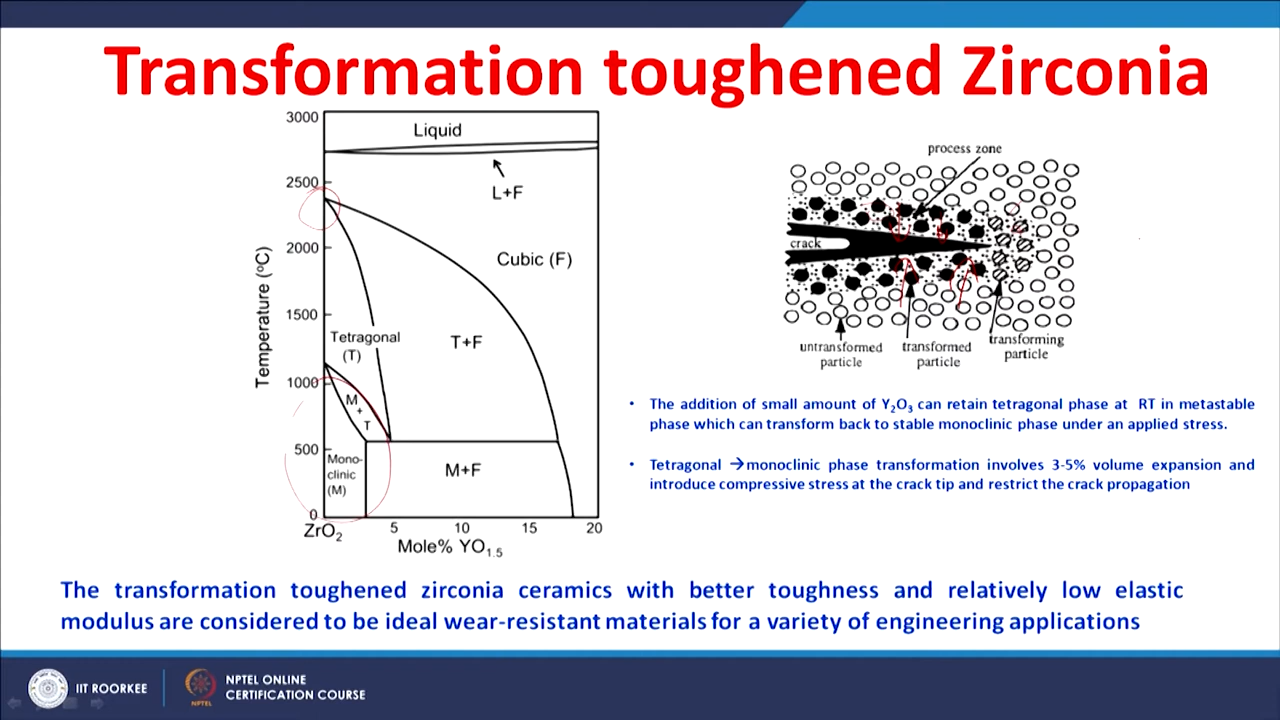 Transformation toughened Zirconia
3000
2500
2000
1500
1000
500
0
Temperature (°C)
Liquid
L+F
Cubic (F)
Tetragonal
(T)
T+F
M
+
T
Mono-
clinic
(M)
M+F
ZrO2
5
10
15
20
Mole% YO1.5
process zone
crack
untransformed
particle
transformed
particle
transforming
particle
• The addition of small amount of Y2O3 can retain tetragonal phase at RT in metastable
phase which can transform back to stable monoclinic phase under an applied stress.
• Tetragonal →monoclinic phase transformation involves 3-5% volume expansion and
introduce compressive stress at the crack tip and restrict the crack propagation
The transformation toughened zirconia ceramics with better toughness and relatively low elastic
modulus are considered to be ideal wear-resistant materials for a variety of engineering applications
IIT ROORKEE
NPTEL
NPTEL ONLINE
CERTIFICATION COURSE